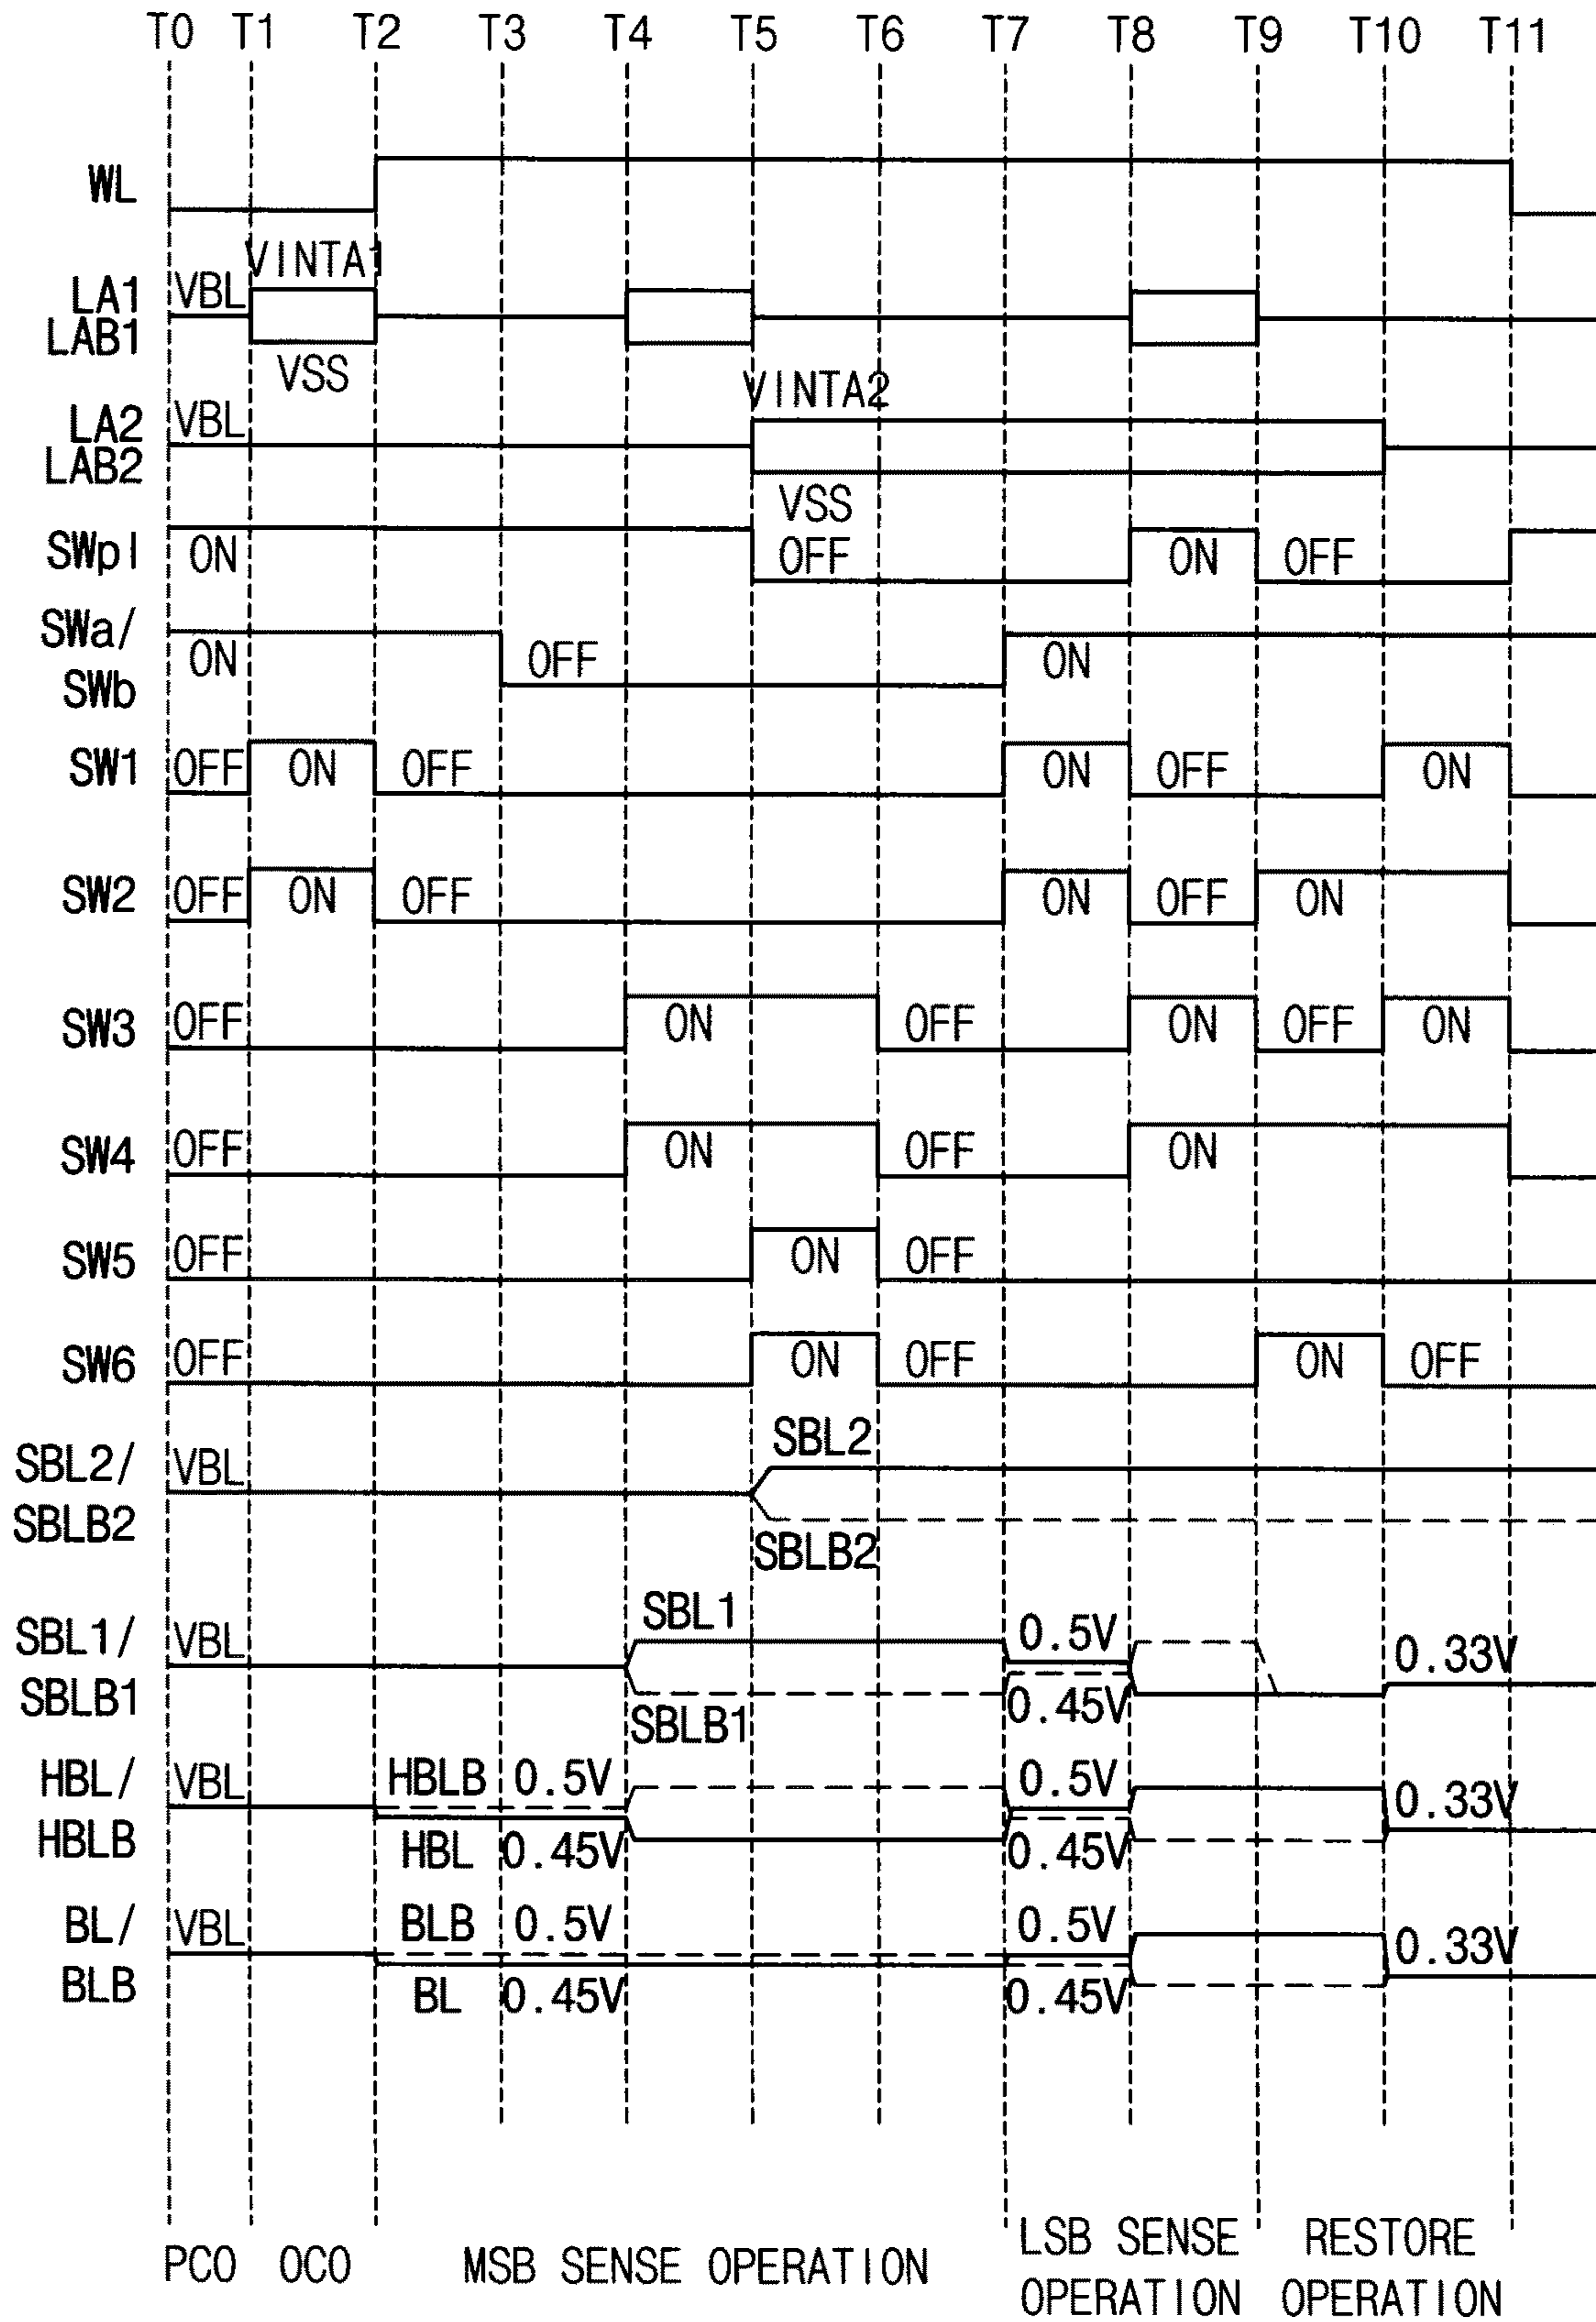 T0 T1 T2 T3 T4 T5 T6 T7 T8 T9 T10 T11
WL
VINTA1
LA1 VBL
LAB1
VSS
VINTA2
LA2 VBL
LAB2
VSS
SWpl ON OFF ON OFF
SWa/
ON OFF ON
SWb
SW1 OFF ON OFF ON OFF ON
SW2 OFF ON OFF ON OFF ON
SW3 OFF ON OFF ON OFF ON
SW4 OFF ON OFF ON
SW5 OFF ON OFF
SW6 OFF ON OFF ON OFF
SBL2
SBL2/ VBL
SBLB2
SBLB2
SBL1 0.5V
SBL1/ VBL 0.33V
SBLB1 0.45V
SBLB1
HBL/ VBL HBLB 0.5V 0.5V 0.33V
HBLB HBL 0.45V 0.45V
BL/ VBL BLB 0.5V 0.5V 0.33V
BLB BL 0.45V 0.45V
PCO OCO MSB SENSE OPERATION
LSB SENSE
OPERATION
RESTORE
OPERATION